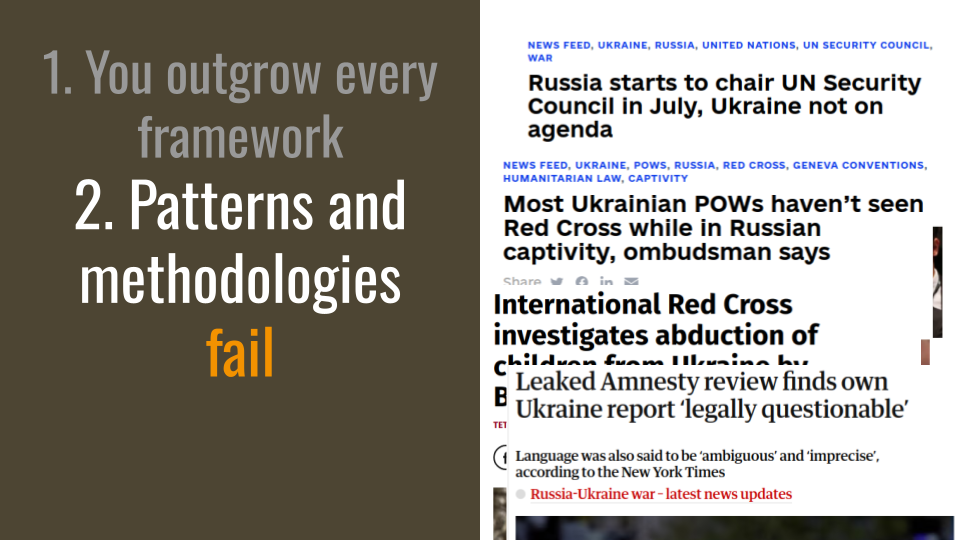 1. You outgrow every
framework
2. Patterns and
methodologies
fail
NEWS FEED, UKRAINE, RUSSIA, UNITED NATIONS, UN SECURITY COUNCIL,
WAR
Russia starts to chair UN Security
Council in July, Ukraine not on
agenda
NEWS FEED, UKRAINE, POWS, RUSSIA, RED CROSS, GENEVA CONVENTIONS,
HUMANITARIAN LAW, CAPTIVITY
Most Ukrainian POWs haven’t seen
Red Cross while in Russian
captivity, ombudsman says
Share
International Red Cross
investigates abduction of
children from Ukraine by
Leaked Amnesty review finds own
Ukraine report ‘legally questionable’
Language was also said to be ‘ambiguous’ and ‘imprecise’,
according to the New York Times
Russia-Ukraine war - latest news updates